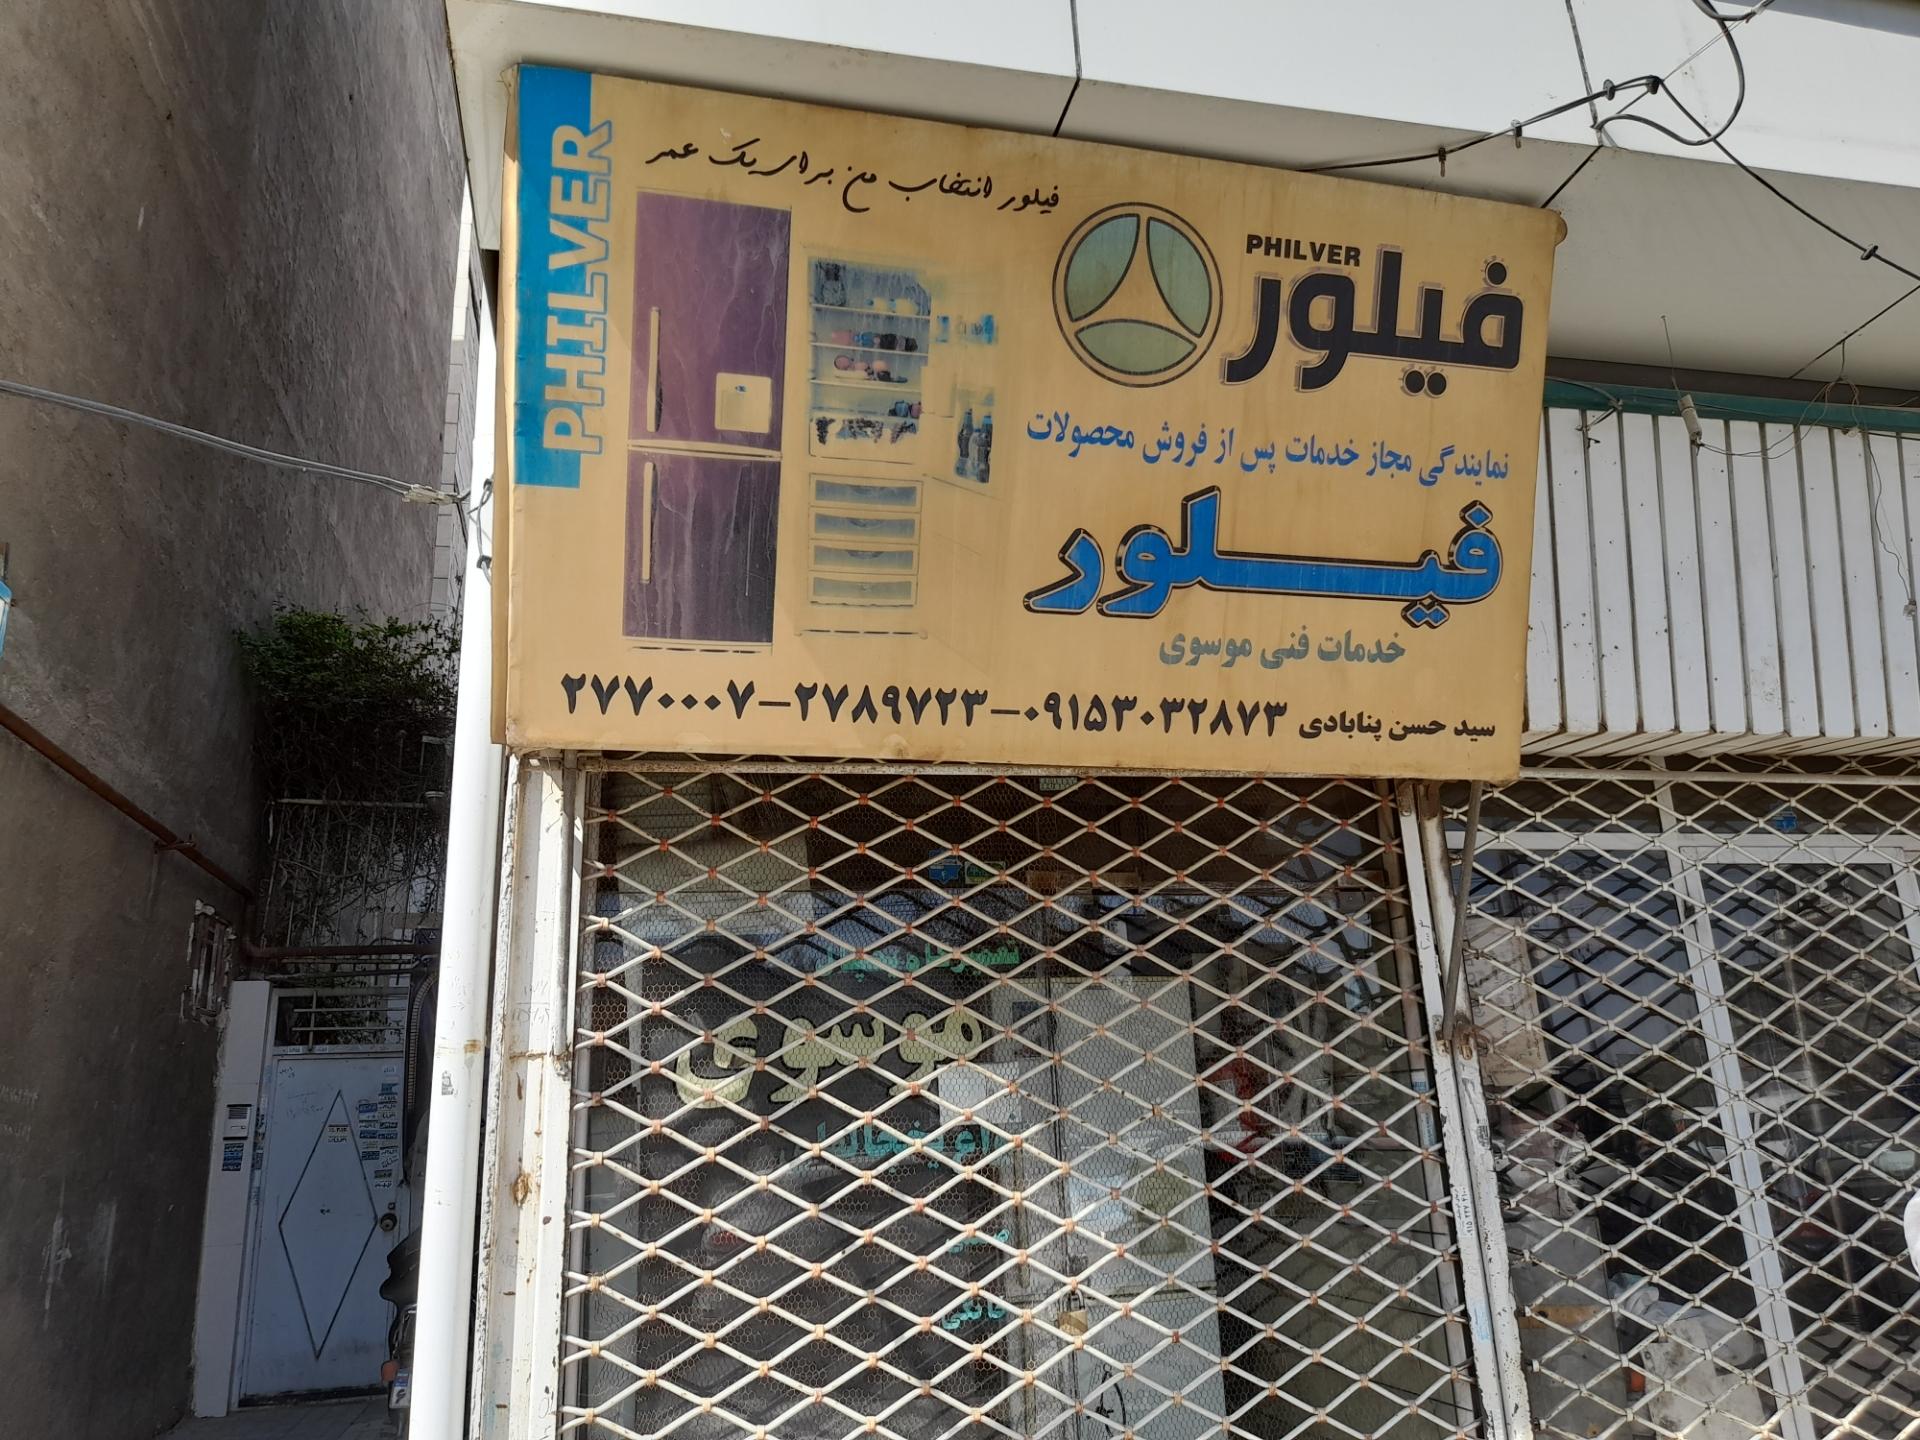 PHILVER
فیلور انتخاب من برای یک عمر
PHILVER
فیلور
نمایندگی مجاز خدمات پس از فروش محصولات
فیلور
خدمات فنی موسوی
سید حسن پنابادی ۰۹۱۵۳۰۳۲۸۷۳–۲۷۸۹۷۲۳–۲۷۷۰۰۰۷
موسوی
خانگی